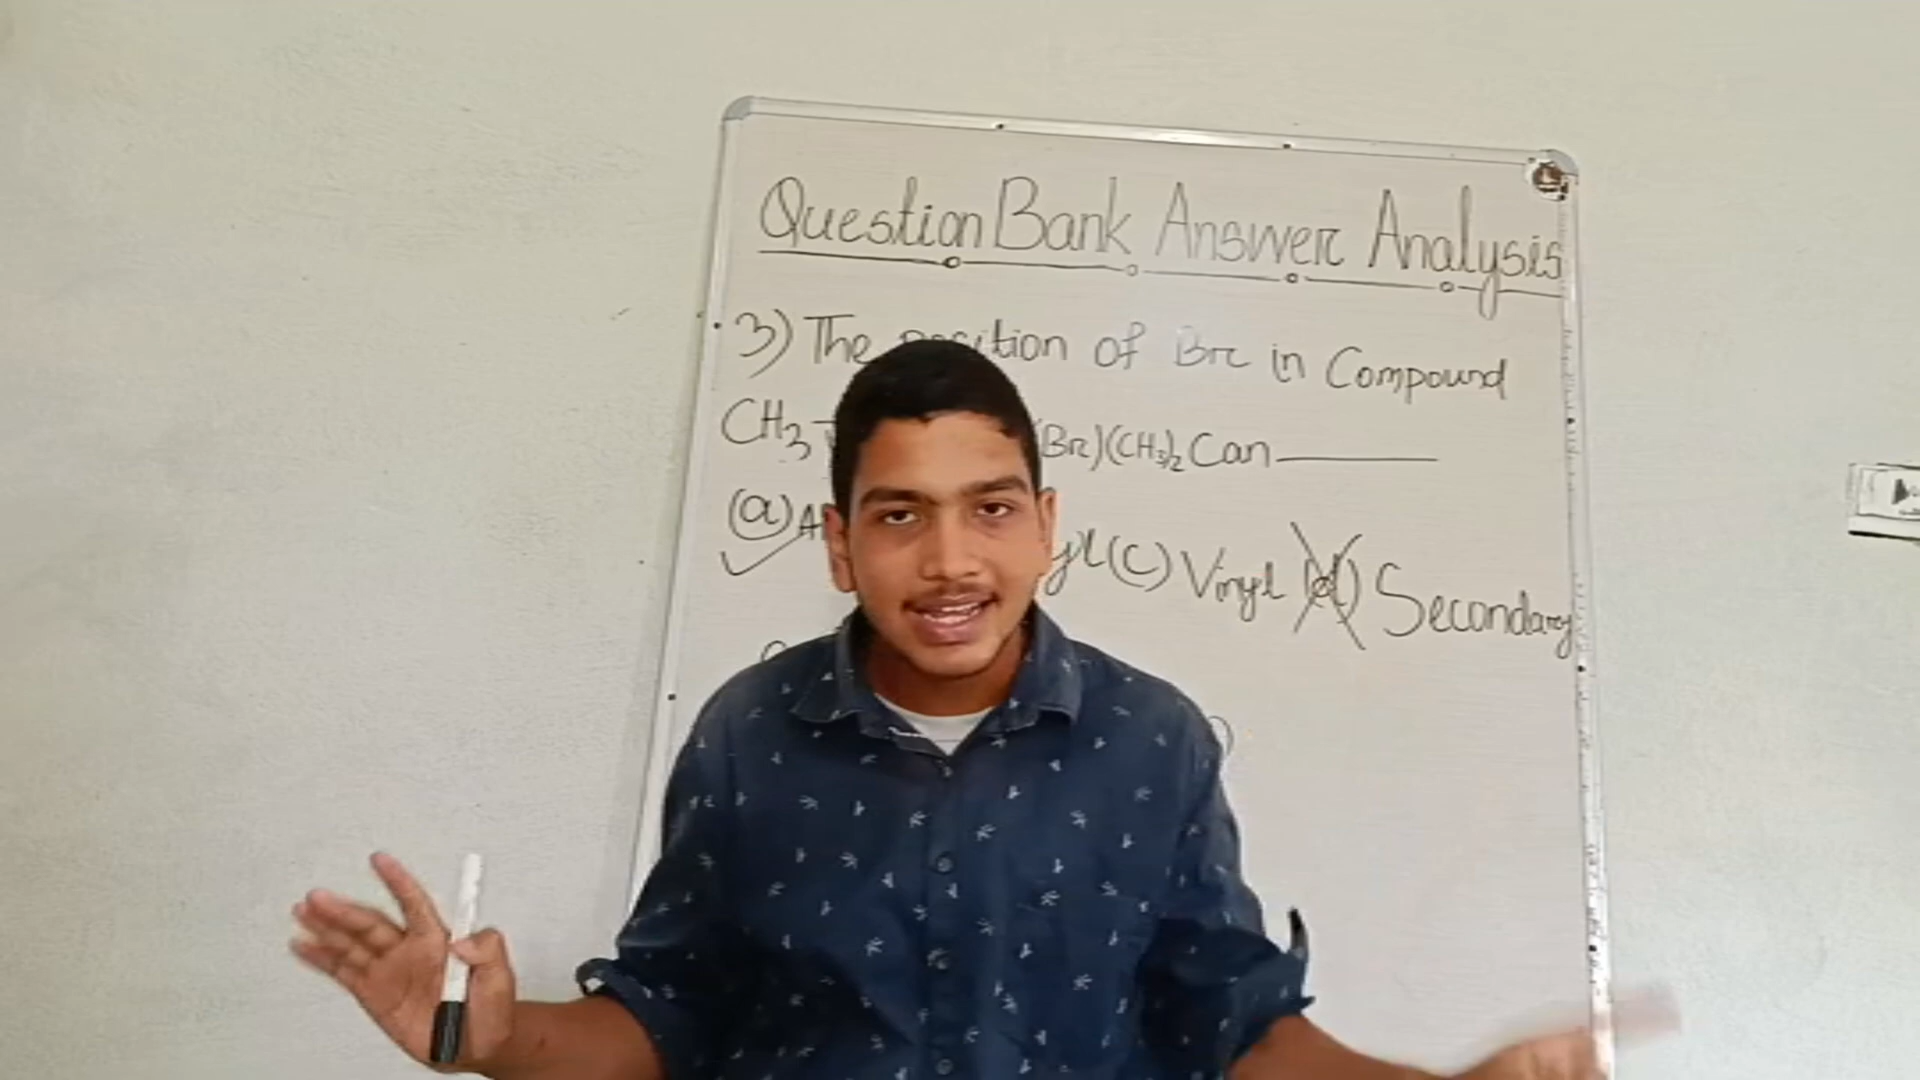 Question Bank Answer Analysis
3) The position of Br in Compound
CH3 (Br)(CH3)2 Can
(a) (c) Vinyl (d) Secondary